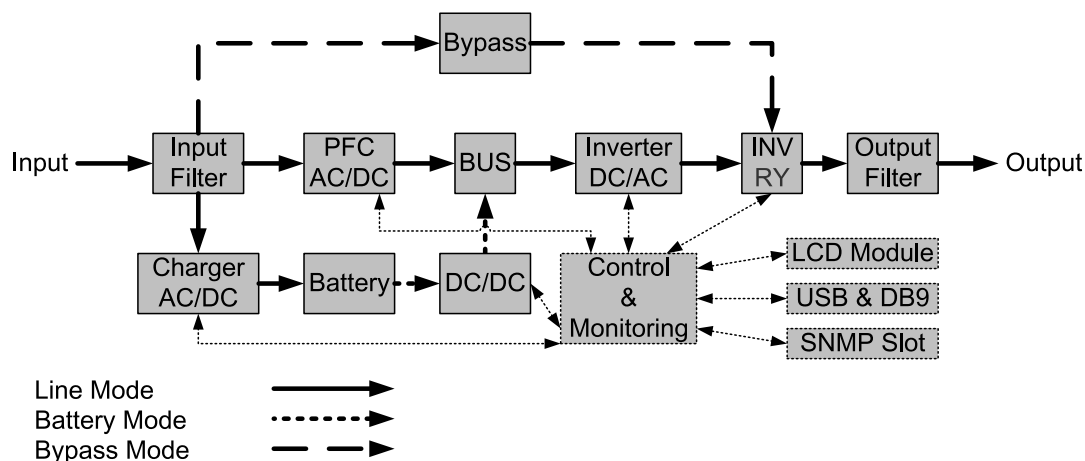 Bypass
Input
Input
Filter
PFC
AC/DC
BUS
Inverter
DC/AC
INV
RY
Output
Filter
Output
Charger
AC/DC
Battery
DC/DC
Control
&
Monitoring
LCD Module
USB & DB9
SNMP Slot
Line Mode
Battery Mode
Bypass Mode